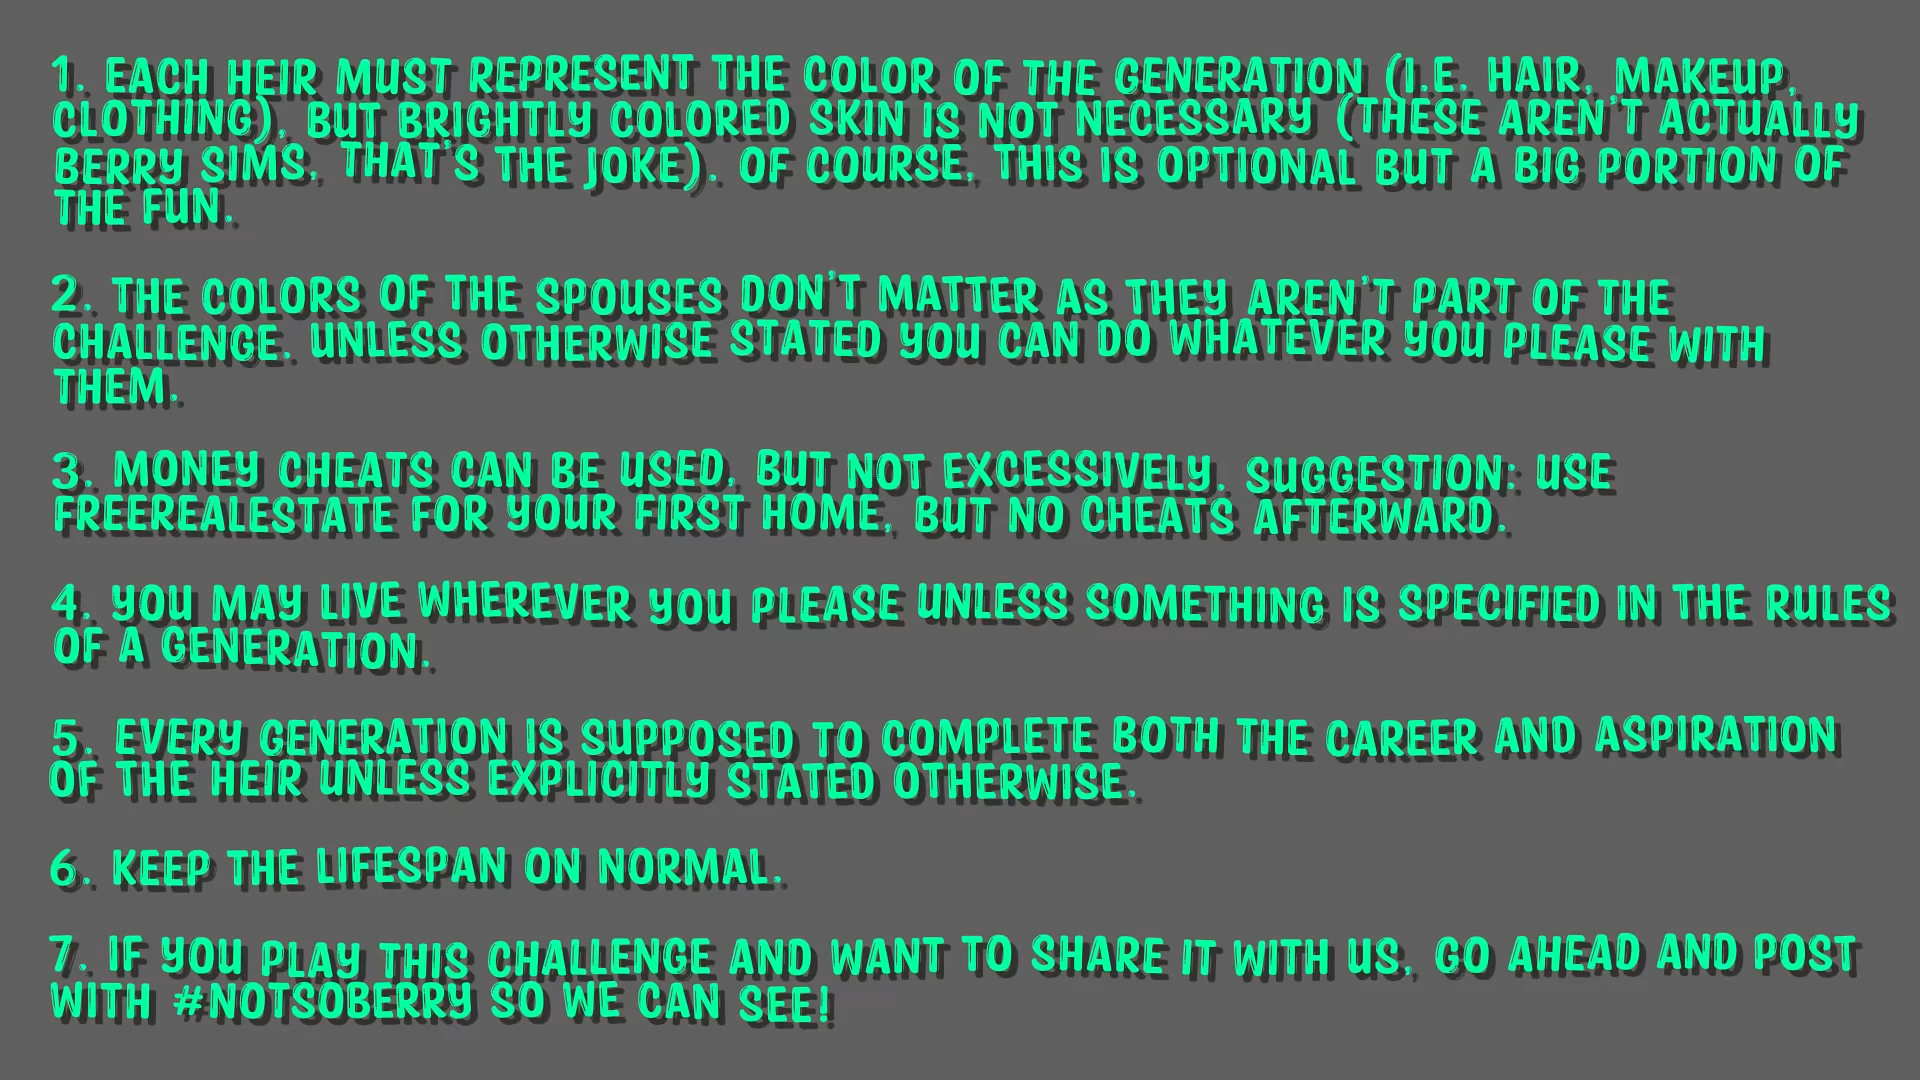 1. EACH HEIR MUST REPRESENT THE COLOR OF THE GENERATION (I.E. HAIR, MAKEUP,
CLOTHING), BUT BRIGHTLY COLORED SKIN IS NOT NECESSARY (THESE AREN'T ACTUALLY
BERRY SIMS, THAT'S THE JOKE). OF COURSE, THIS IS OPTIONAL BUT A BIG PORTION OF
THE FUN.
2. THE COLORS OF THE SPOUSES DON'T MATTER AS THEY AREN'T PART OF THE
CHALLENGE. UNLESS OTHERWISE STATED YOU CAN DO WHATEVER YOU PLEASE WITH
THEM.
3. MONEY CHEATS CAN BE USED, BUT NOT EXCESSIVELY. SUGGESTION: USE
FREEREALESTATE FOR YOUR FIRST HOME, BUT NO CHEATS AFTERWARD.
4. YOU MAY LIVE WHEREVER YOU PLEASE UNLESS SOMETHING IS SPECIFIED IN THE RULES
OF A GENERATION.
5. EVERY GENERATION IS SUPPOSED TO COMPLETE BOTH THE CAREER AND ASPIRATION
OF THE HEIR UNLESS EXPLICITLY STATED OTHERWISE.
6. KEEP THE LIFESPAN ON NORMAL.
7. IF YOU PLAY THIS CHALLENGE AND WANT TO SHARE IT WITH US, GO AHEAD AND POST
WITH #NOTSOBERRY SO WE CAN SEE!